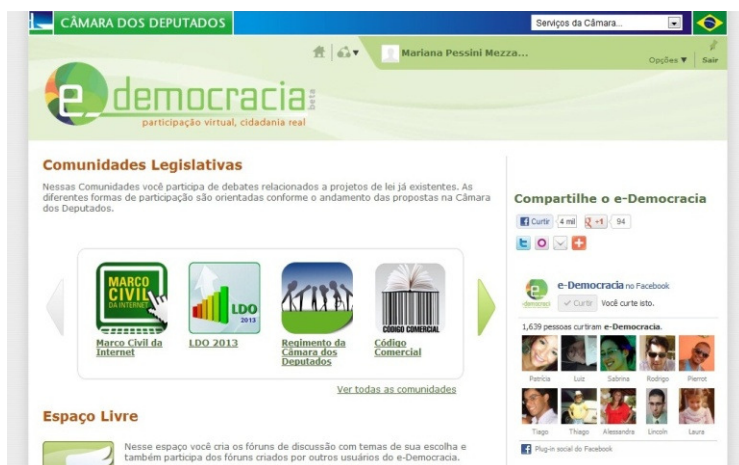 CÂMARA DOS DEPUTADOS
Serviços da Câmara...
Mariana Pessini Mezza...
Opções ▼
Sair
e
democracia
beta
participação virtual, cidadania real
Comunidades Legislativas
Nessas Comunidades você participa de debates relacionados a projetos de lei já existentes. As
diferentes formas de participação são orientadas conforme o andamento das propostas na Câmara
dos Deputados.
MARCO
CIVIL
DA INTERNET
LDO
2013
CÓDIGO COMERCIAL
Marco Civil da
Internet
LDO 2013
Regimento da
Câmara dos
Deputados
Código
Comercial
Ver todas as comunidades
Espaço Livre
Nesse espaço você cria os fóruns de discussão com temas de sua escolha e
também participa dos fóruns criados por outros usuários do e-Democracia.
Compartilhe o e-Democracia
Curtir
4 mil
+1
94
e-Democracia no Facebook
Curtir
Você curte isto.
1,639 pessoas curtiram e-Democracia.
Patrícia
Luiz
Sabrina
Rodrigo
Pierrot
Tiago
Thiago
Alessandra
Lincoln
Laura
Plug-in social do Facebook